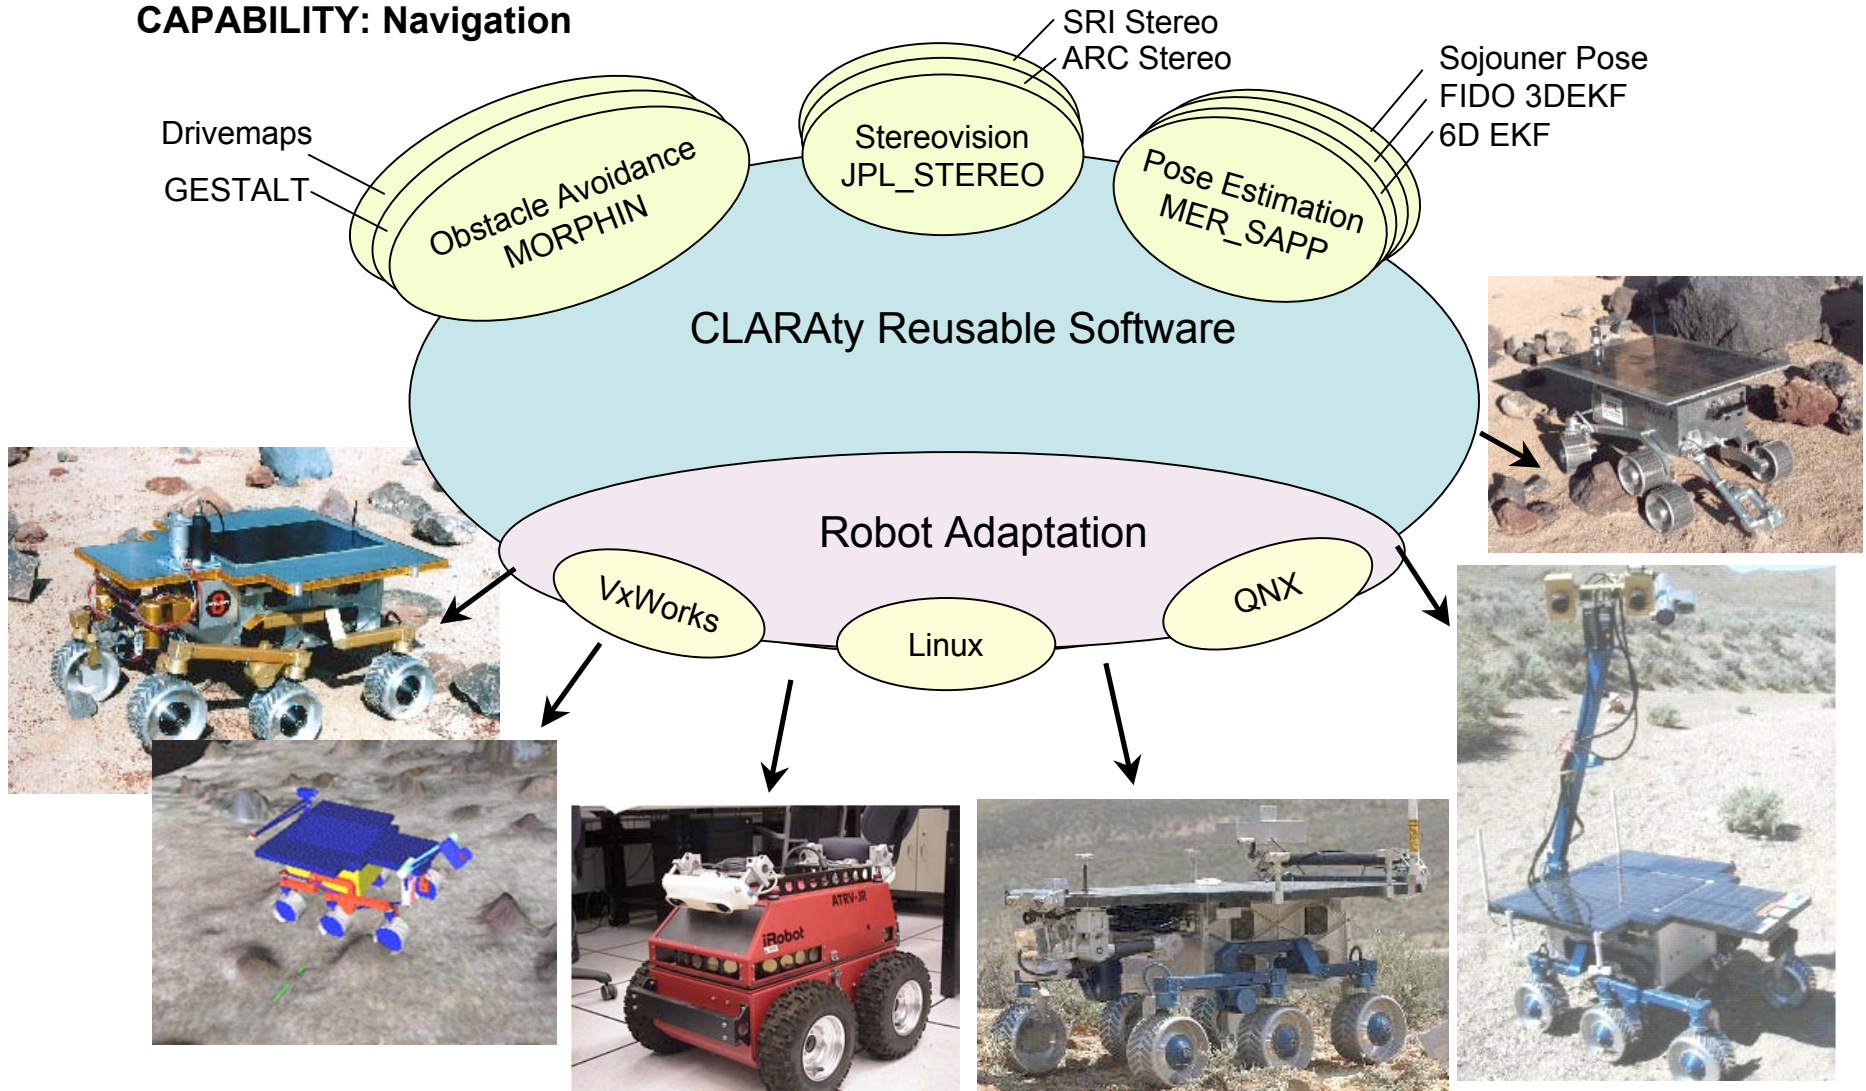 CAPABILITY: Navigation
SRI Stereo
ARC Stereo
Sojouner Pose
FIDO 3DEKF
6D EKF
Drivemaps
GESTALT
Obstacle Avoidance
MORPHIN
Stereovision
JPL_STEREO
Pose Estimation
MER_SAPP
CLARAty Reusable Software
Robot Adaptation
VxWorks
Linux
QNX
ATRV-JR
iRobot